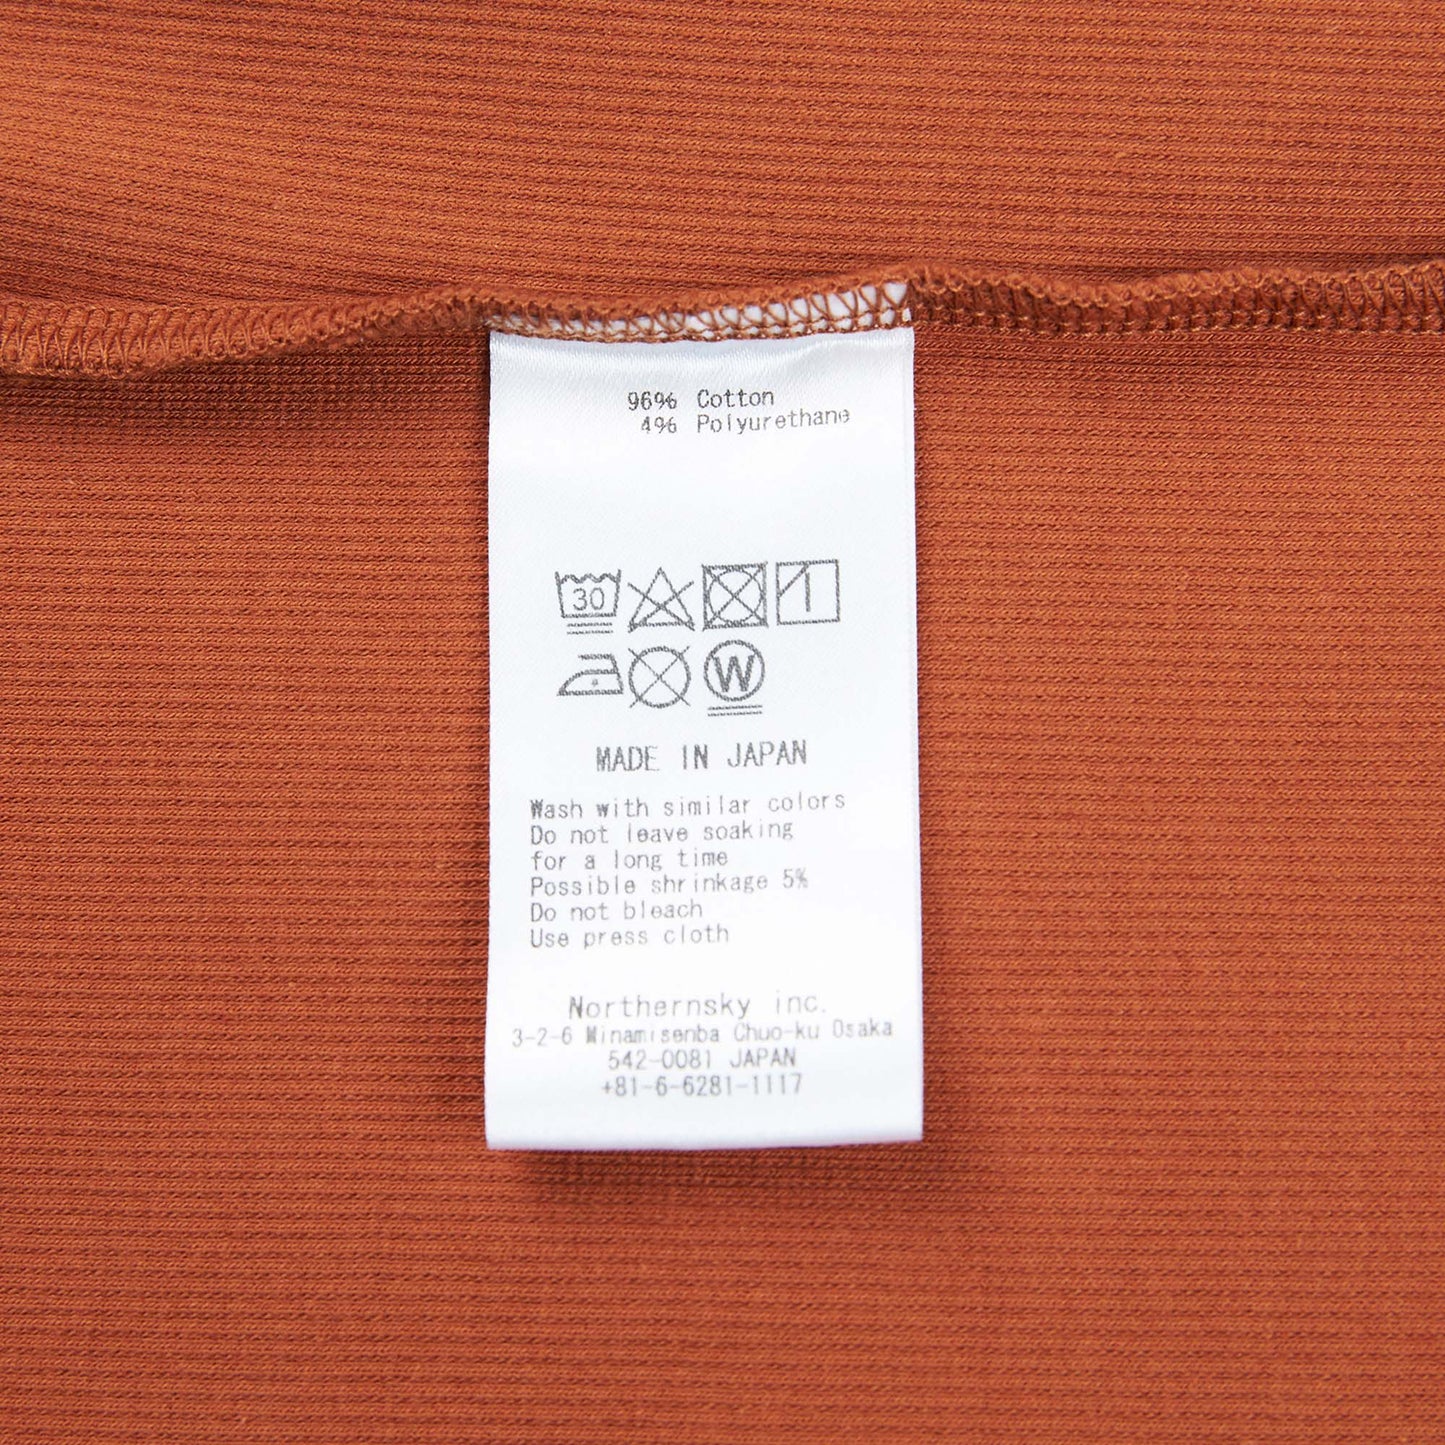 96% Cotton
4% Polyurethane
30
W
MADE IN JAPAN
Wash with similar colors
Do not leave soaking
for a long time
Possible shrinkage 5%
Do not bleach
Use press cloth
Northernsky inc.
3-2-6 Minamisenba Chuo-ku Osaka
542-0081 JAPAN
+81-6-6281-1117